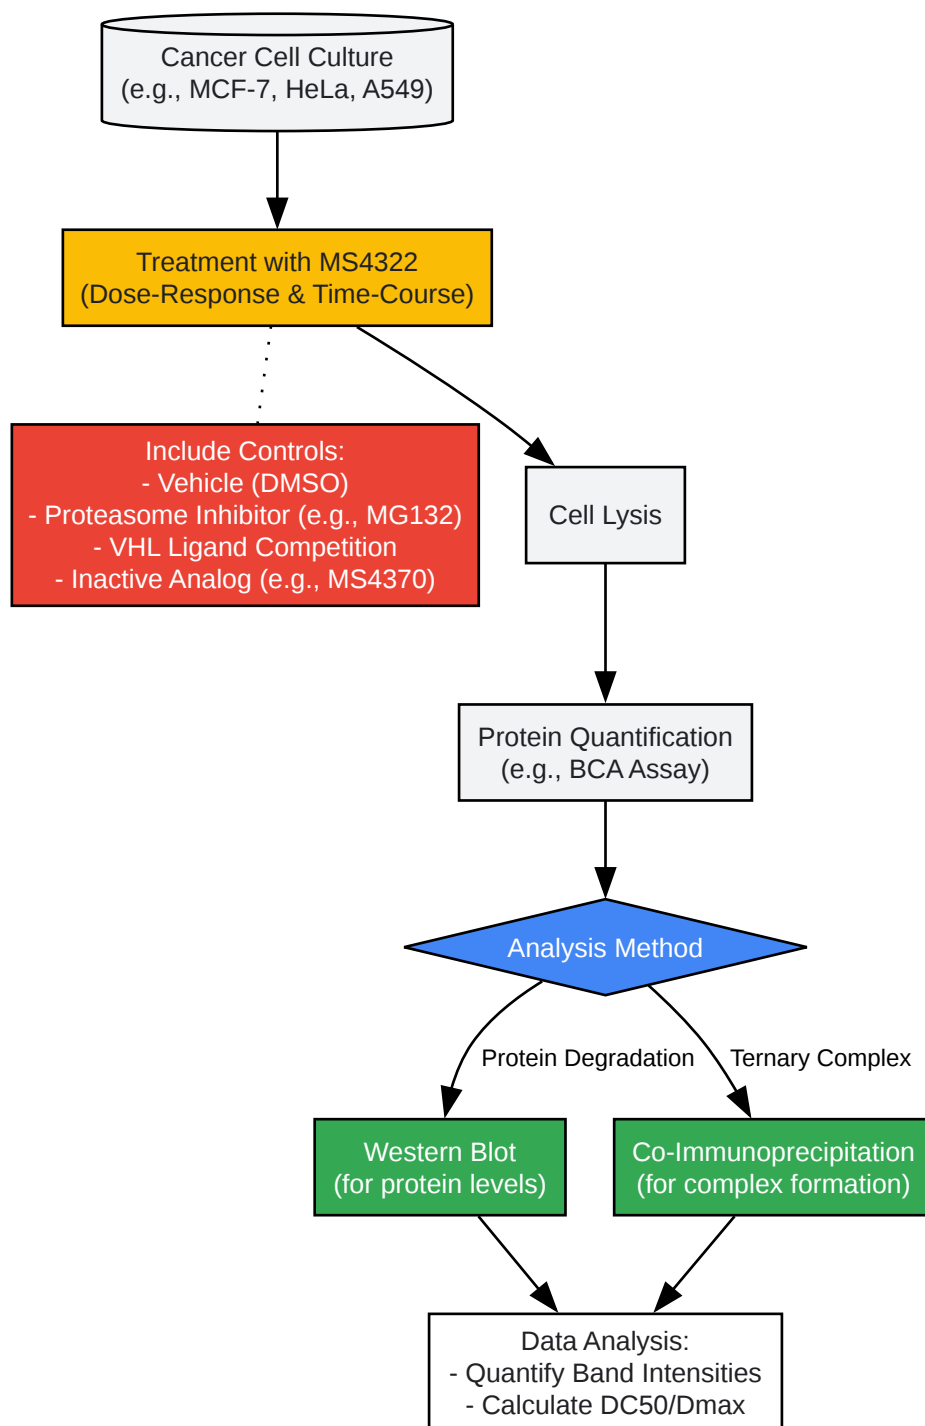 Cancer Cell Culture
(e.g., MCF-7, HeLa, A549)
Treatment with MS4322
(Dose-Response & Time-Course)
Include Controls:
- Vehicle (DMSO)
- Proteasome Inhibitor (e.g., MG132)
- VHL Ligand Competition
- Inactive Analog (e.g., MS4370)
Cell Lysis
Protein Quantification
(e.g., BCA Assay)
Analysis Method
Protein Degradation
Ternary Complex
Western Blot
(for protein levels)
Co-Immunoprecipitation
(for complex formation)
Data Analysis:
- Quantify Band Intensities
- Calculate DC50/Dmax